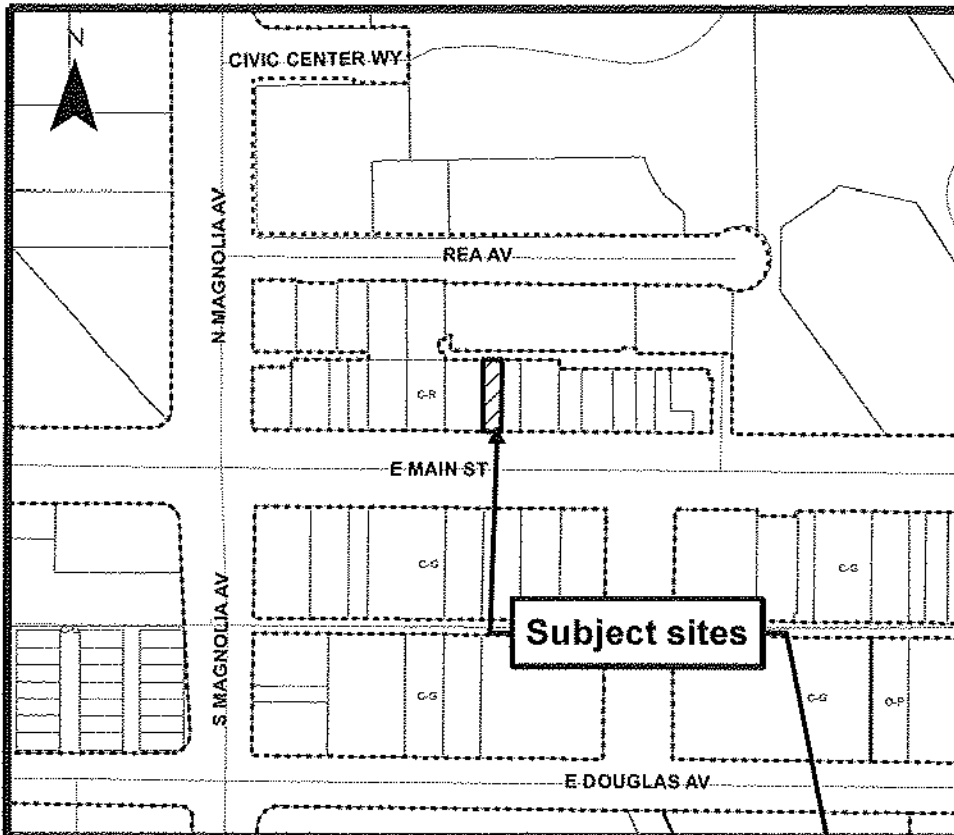 N
CIVIC CENTER WY
N MAGNOLIA AV
REA AV
C-R
E MAIN ST
C-G
C-G
S MAGNOLIA AV
Subject sites
C-G
C-G
O-P
E DOUGLAS AV